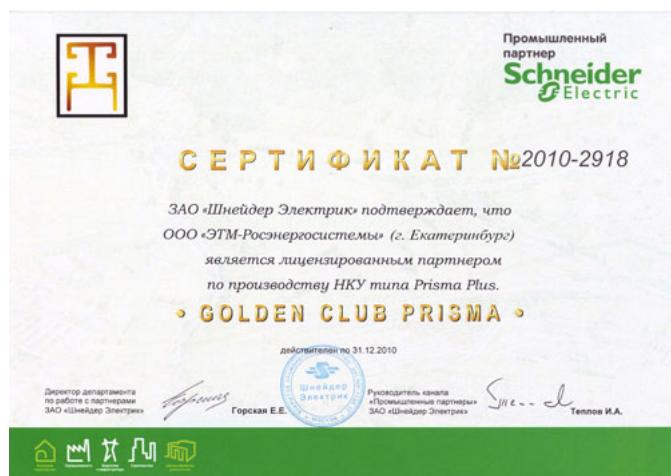 Промышленный
партнер
Schneider
Electric
СЕРТИФИКАТ №2010-2918
ЗАО «Шнейдер Электрик» подтверждает, что
ООО «ЭТМ-Росэнергосистемы» (г. Екатеринбург)
является лицензированным партнером
по производству НКУ типа Prisma Plus.
• GOLDEN CLUB PRISMA •
действителен по 31.12.2010
Шнейдер
Электрик
Директор департамента
по работе с партнерами
ЗАО «Шнейдер Электрик»
Горская Е.Е.
Руководитель канала
«Промышленные партнеры»
ЗАО «Шнейдер Электрик»
Теплов И.А.